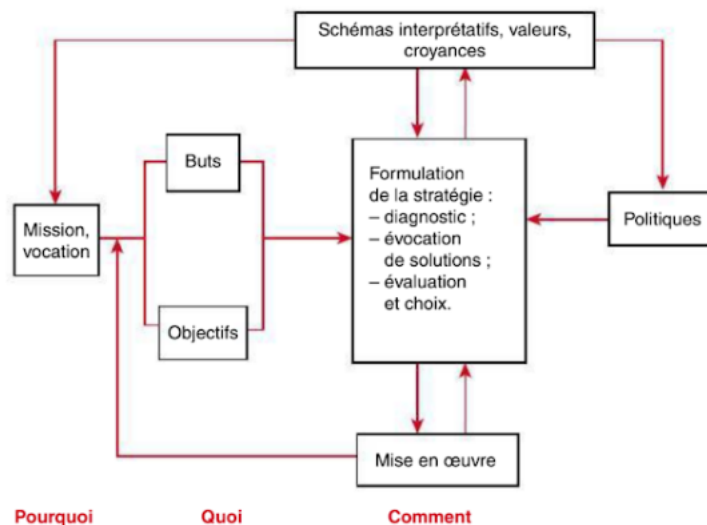 Schémas interprétatifs, valeurs,
croyances
Buts
Formulation
de la stratégie :
– diagnostic ;
– évocation
de solutions ;
– évaluation
et choix.
Mission,
vocation
Politiques
Objectifs
Mise en œuvre
Pourquoi
Quoi
Comment